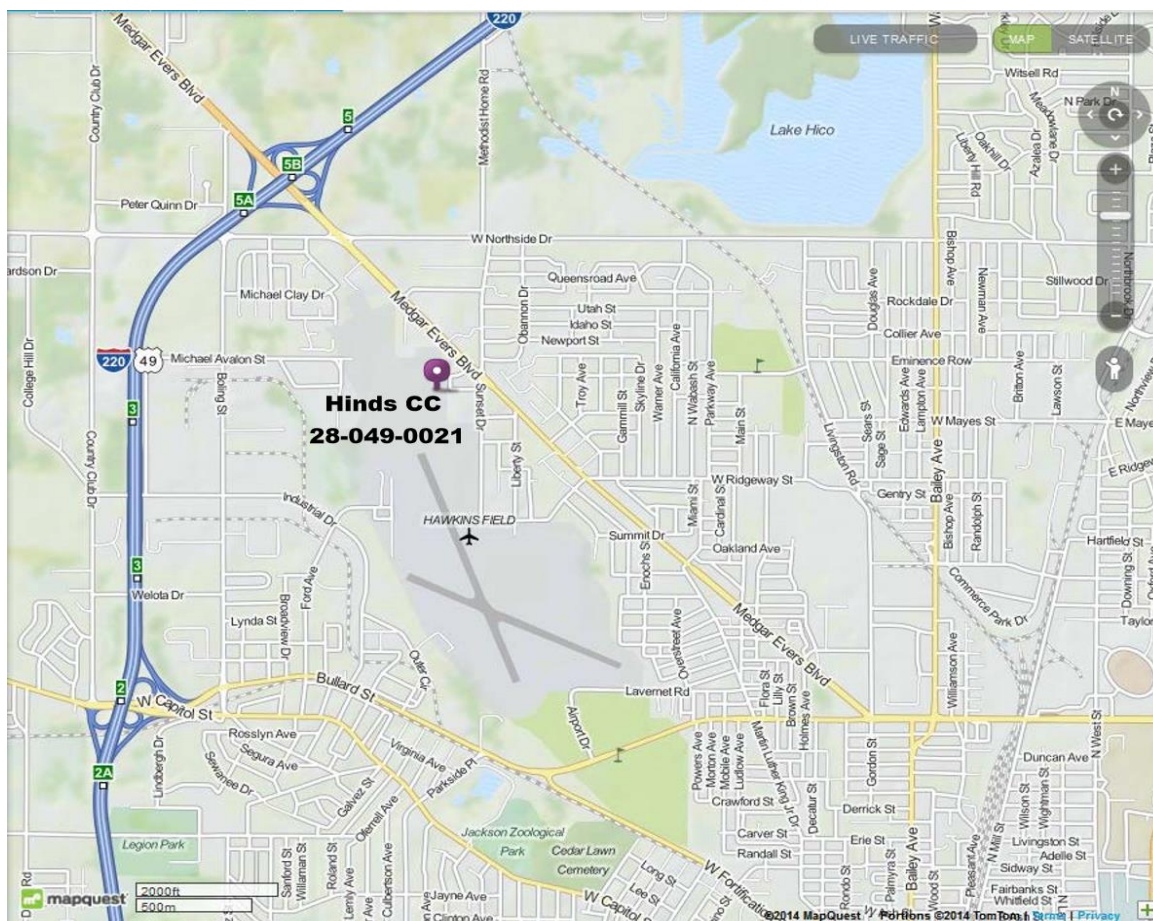 220
LIVE TRAFFIC
MAP
SATELLITE
Medgar Evers Blvd
Country Club Dr
Methodist Home Rd
Witsell Rd
N Park Dr
Meadowlane Dr
Azalea Dr
Oakhill Dr
Liberty Hill Rd
N
Lake Hico
5
5B
5A
Peter Quinn Dr
W Northside Dr
Queensroad Ave
Michael Clay Dr
Utah St
Idaho St
Newport St
Obannon Dr
Medgar Evers Blvd
Douglas Ave
Rockdale Dr
Collier Ave
Bishop Ave
Newman Ave
Stillwood Dr
Northbrook Dr
Eminence Row
220
49
Michael Avalon St
College Hill Dr
Boling St
Sunset Dr
Troy Ave
Gammill St
Skyline Dr
Warner Ave
California Ave
N Wabash St
Parkway Ave
Main St
Hinds CC
28-049-0021
3
Edwards Ave
Lampton Ave
Sears St
Sage St
Britton Ave
Lawson St
W Mayes St
Country Club Dr
Liberty St
Livingston Rd
Bailey Ave
W Ridgeway St
Gentry St
Miami St
Cardinal St
Industrial Dr
HAWKINS FIELD
Summit Dr
Oakland Ave
Enochs St
Bishop Ave
Randolph St
Hartfield St
Downing St
3
Welota Dr
Ford Ave
Lynda St
Broadview Dr
Commerce Park Dr
Taylor
Medgar Evers Blvd
Outer Cir
Overstreet Ave
Williamson Ave
2
Bullard St
W Capitol St
Lavernet Rd
Flora St
Lilly St
Brown St
Holmes Ave
Airport Dr
Rosslyn Ave
Segura Ave
Sewanee Dr
Lindbergh Dr
Virginia Ave
Parkside Pl
Galvez St
2A
Powers Ave
Morton Ave
Mobile Ave
Ludlow Ave
Martin Luther King Jr Dr
Gordon St
N West St
Duncan Ave
Crawford St
Decatur St
Derrick St
Wilson St
Wightman St
Legion Park
Jackson Zoological
Park
Cedar Lawn
Cemetery
Carver St
Randall St
Erie St
Bailey Ave
Pleasant Ave
N Mill St
Livingston St
Adelle St
Sidway St
Fairbanks St
Whitfield St
Sanford St
Roland St
Culbertson Ave
Jayne Ave
Clinton Ave
W Capitol St
Long St
Lee St
Rondo St
Palmyra St
Wood St
mapquest
2000ft
500m
©2014 MapQuest
Portions ©2014 TomTom
Terms
Privacy